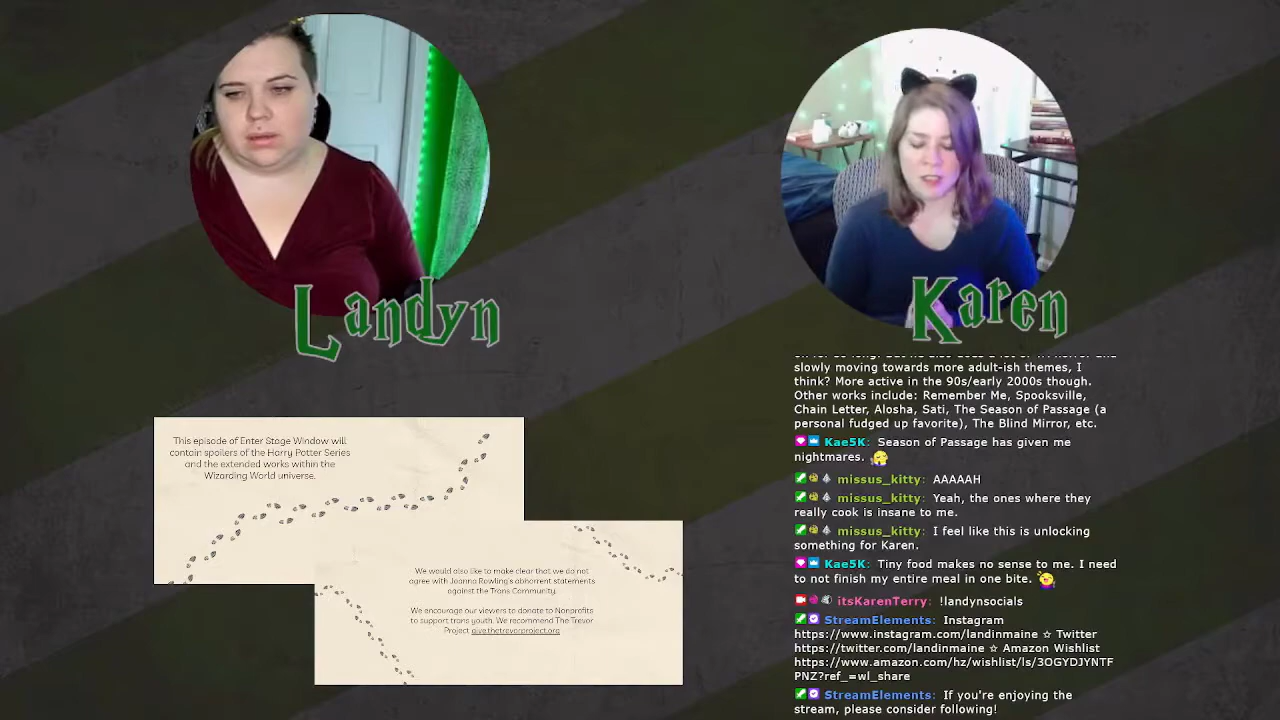 Landyn
Karen
This episode of Enter Stage Window will
contain spoilers of the Harry Potter Series
and the extended works within the
Wizarding World universe.
We would also like to make clear that we do not
agree with Joanna Rowling's abhorrent statements
against the Trans Community.
We encourage our viewers to donate to Nonprofits
to support trans youth. We recommend The Trevor
Project give.thetrevorproject.org
slowly moving towards more adult-ish themes, I
think? More active in the 90s/early 2000s though.
Other works include: Remember Me, Spooksville,
Chain Letter, Alosha, Sati, The Season of Passage (a
personal fudged up favorite), The Blind Mirror, etc.
Kae5K: Season of Passage has given me
nightmares.
missus_kitty: AAAAAH
missus_kitty: Yeah, the ones where they
really cook is insane to me.
missus_kitty: I feel like this is unlocking
something for Karen.
Kae5K: Tiny food makes no sense to me. I need
to not finish my entire meal in one bite.
itsKarenTerry: !landynsocials
StreamElements: Instagram
https://www.instagram.com/landinmaine ☆ Twitter
https://twitter.com/landinmaine ☆ Amazon Wishlist
https://www.amazon.com/hz/wishlist/ls/3OGYDJYNTF
PNZ?ref_=wl_share
StreamElements: If you're enjoying the
stream, please consider following!